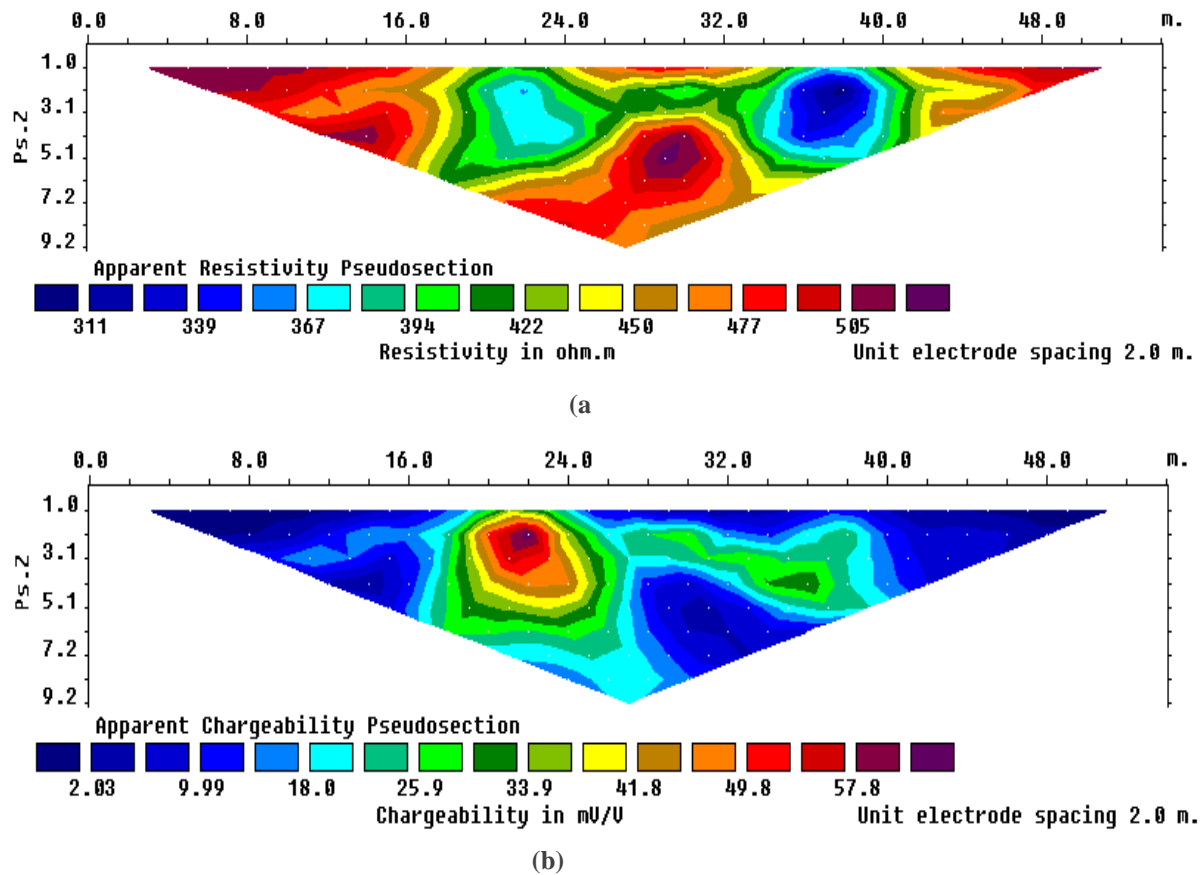 0.0 8.0 16.0 24.0 32.0 40.0 48.0 m.
Ps.Z
1.0
3.1
5.1
7.2
9.2
Apparent Resistivity Pseudosection
311 339 367 394 422 450 477 505
Resistivity in ohm.m Unit electrode spacing 2.0 m.
(a
0.0 8.0 16.0 24.0 32.0 40.0 48.0 m.
Ps.Z
1.0
3.1
5.1
7.2
9.2
Apparent Chargeability Pseudosection
2.03 9.99 18.0 25.9 33.9 41.8 49.8 57.8
Chargeability in mV/V Unit electrode spacing 2.0 m.
(b)